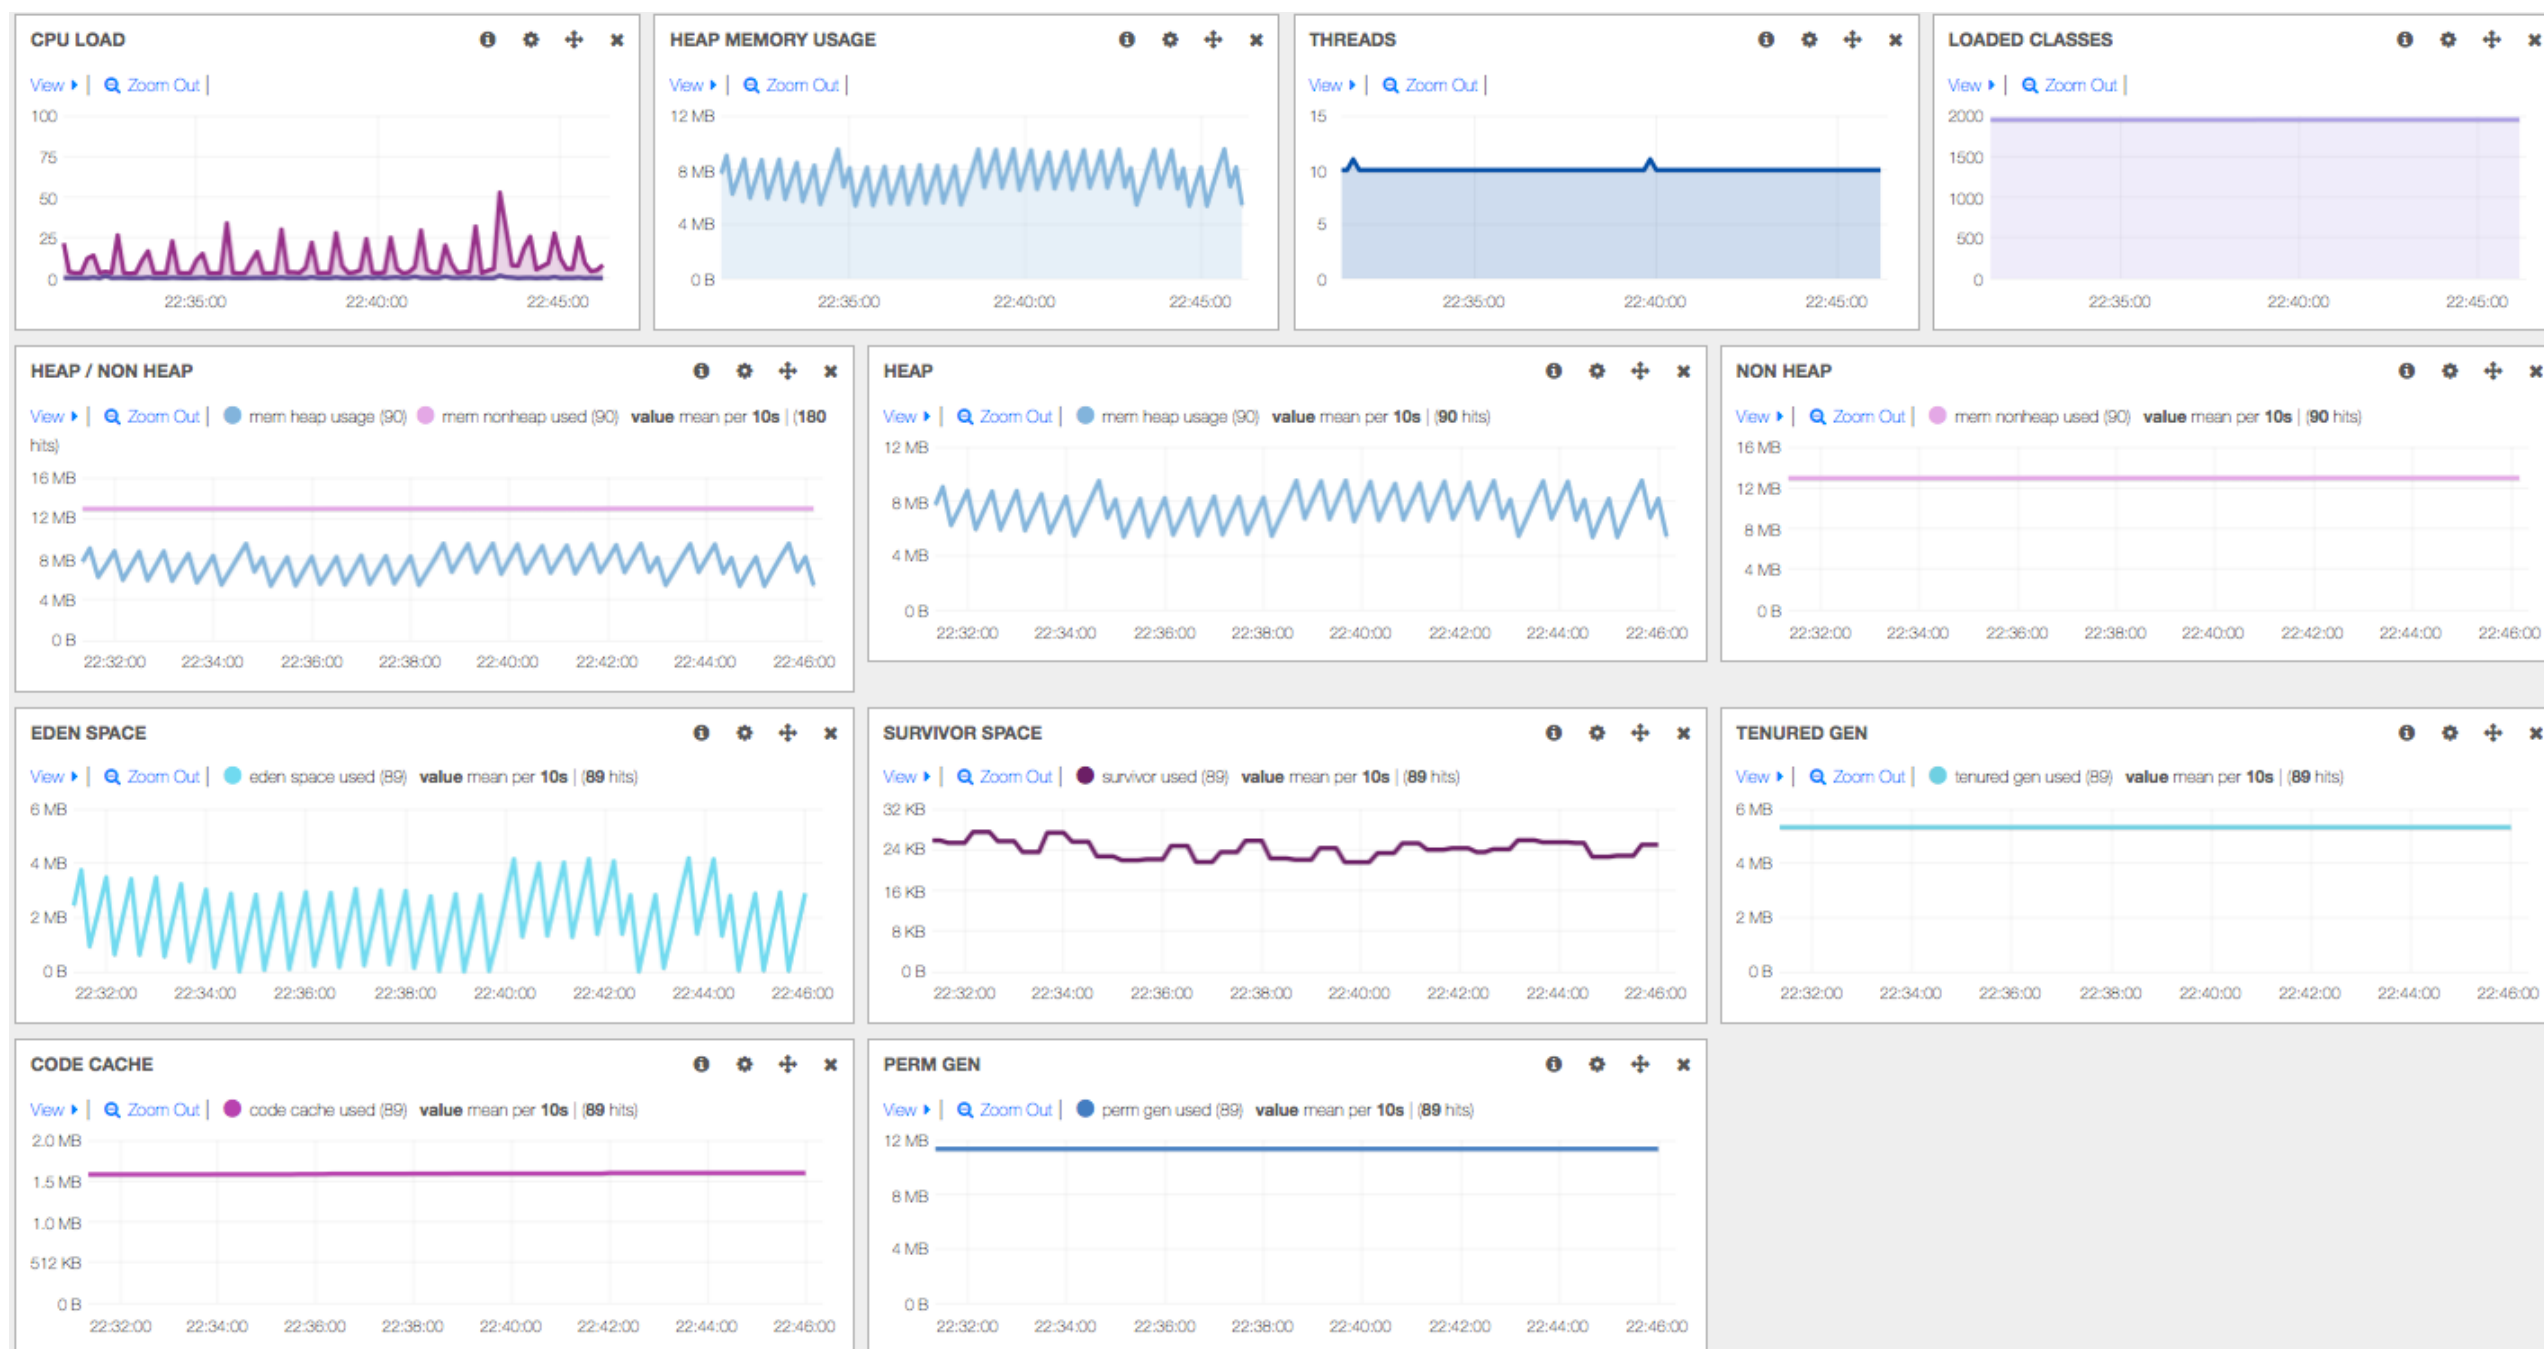 CPU LOAD
View | Zoom Out |
100
75
50
25
0
22:35:00 22:40:00 22:45:00
HEAP MEMORY USAGE
View | Zoom Out |
12 MB
8 MB
4 MB
0 B
22:35:00 22:40:00 22:45:00
THREADS
View | Zoom Out |
15
10
5
0
22:35:00 22:40:00 22:45:00
LOADED CLASSES
View | Zoom Out |
2000
1500
1000
500
0
22:35:00 22:40:00 22:45:00
HEAP / NON HEAP
View | Zoom Out | mem heap usage (90) mem nonheap used (90) value mean per 10s | (180
hits)
16 MB
12 MB
8 MB
4 MB
0 B
22:32:00 22:34:00 22:36:00 22:38:00 22:40:00 22:42:00 22:44:00 22:46:00
HEAP
View | Zoom Out | mem heap usage (90) value mean per 10s | (90 hits)
12 MB
8 MB
4 MB
0 B
22:32:00 22:34:00 22:36:00 22:38:00 22:40:00 22:42:00 22:44:00 22:46:00
NON HEAP
View | Zoom Out | mem nonheap used (90) value mean per 10s | (90 hits)
16 MB
12 MB
8 MB
4 MB
0 B
22:32:00 22:34:00 22:36:00 22:38:00 22:40:00 22:42:00 22:44:00 22:46:00
EDEN SPACE
View | Zoom Out | eden space used (89) value mean per 10s | (89 hits)
6 MB
4 MB
2 MB
0 B
22:32:00 22:34:00 22:36:00 22:38:00 22:40:00 22:42:00 22:44:00 22:46:00
SURVIVOR SPACE
View | Zoom Out | survivor used (89) value mean per 10s | (89 hits)
32 KB
24 KB
16 KB
8 KB
0 B
22:32:00 22:34:00 22:36:00 22:38:00 22:40:00 22:42:00 22:44:00 22:46:00
TENURED GEN
View | Zoom Out | tenured gen used (89) value mean per 10s | (89 hits)
6 MB
4 MB
2 MB
0 B
22:32:00 22:34:00 22:36:00 22:38:00 22:40:00 22:42:00 22:44:00 22:46:00
CODE CACHE
View | Zoom Out | code cache used (89) value mean per 10s | (89 hits)
2.0 MB
1.5 MB
1.0 MB
512 KB
0 B
22:32:00 22:34:00 22:36:00 22:38:00 22:40:00 22:42:00 22:44:00 22:46:00
PERM GEN
View | Zoom Out | perm gen used (89) value mean per 10s | (89 hits)
12 MB
8 MB
4 MB
0 B
22:32:00 22:34:00 22:36:00 22:38:00 22:40:00 22:42:00 22:44:00 22:46:00